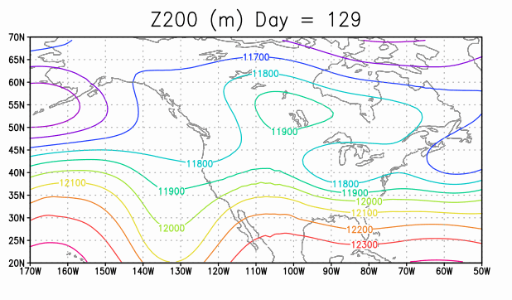 Z200 (m) Day = 129
70N
65N
60N
55N
50N
45N
40N
35N
30N
25N
20N
11700
11800
11900
11800
11900
11800
11900
12000
12100
12100
12000
12200
12300
170W 160W 150W 140W 130W 120W 110W 100W 90W 80W 70W 60W 50W